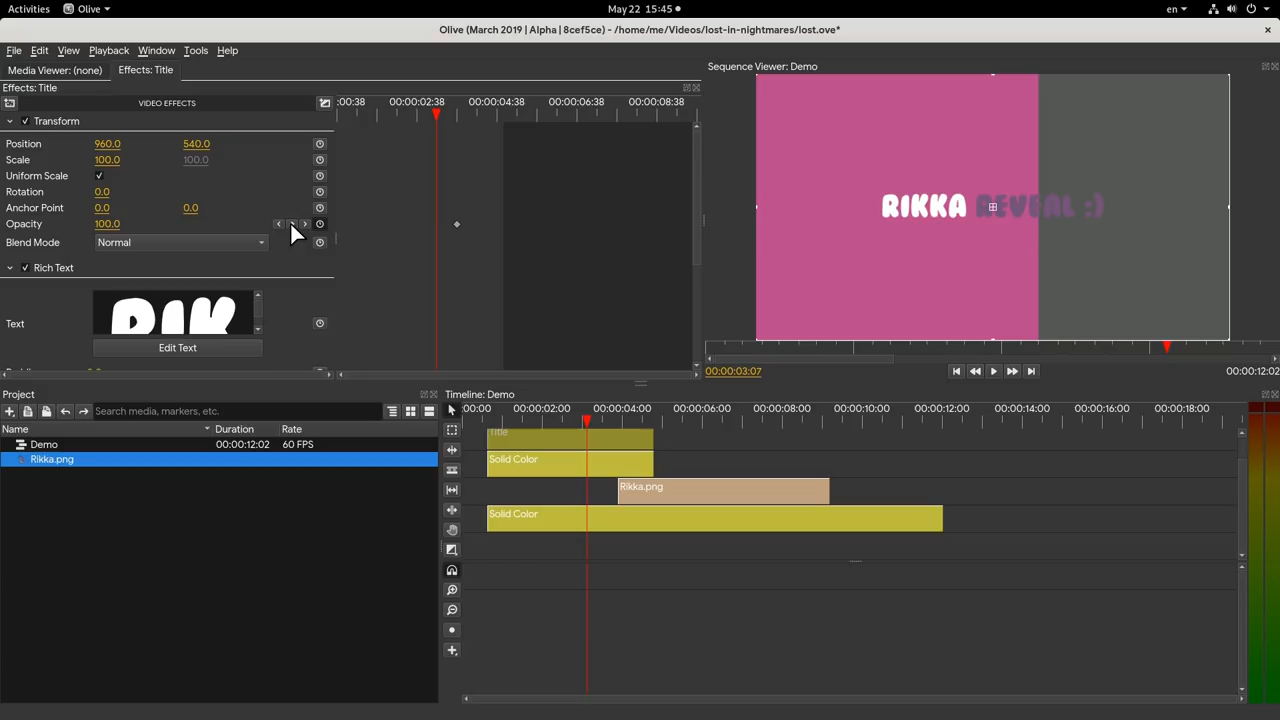 Activities
Olive
May 22 15:45
en
Olive (March 2019 | Alpha | 8cef5ce) - /home/me/Videos/lost-in-nightmares/lost.ove*
File Edit View Playback Window Tools Help
Media Viewer: (none)
Effects: Title
Effects: Title
VIDEO EFFECTS
:00:38 00:00:02:38 00:00:04:38 00:00:06:38 00:00:08:38
Transform
Position 960.0 540.0
Scale 100.0 100.0
Uniform Scale
Rotation 0.0
Anchor Point 0.0 0.0
Opacity 100.0
Blend Mode Normal
Rich Text
Text
RIK
Edit Text
Sequence Viewer: Demo
RIKKA REVEAL :)
00:00:03:07
00:00:12:02
Project
Search media, markers, etc.
Name Duration Rate
Demo 00:00:12:02 60 FPS
Rikka.png
Timeline: Demo
:00:00 00:00:02:00 00:00:04:00 00:00:06:00 00:00:08:00 00:00:10:00 00:00:12:00 00:00:14:00 00:00:16:00 00:00:18:00
Title
Solid Color
Rikka.png
Solid Color